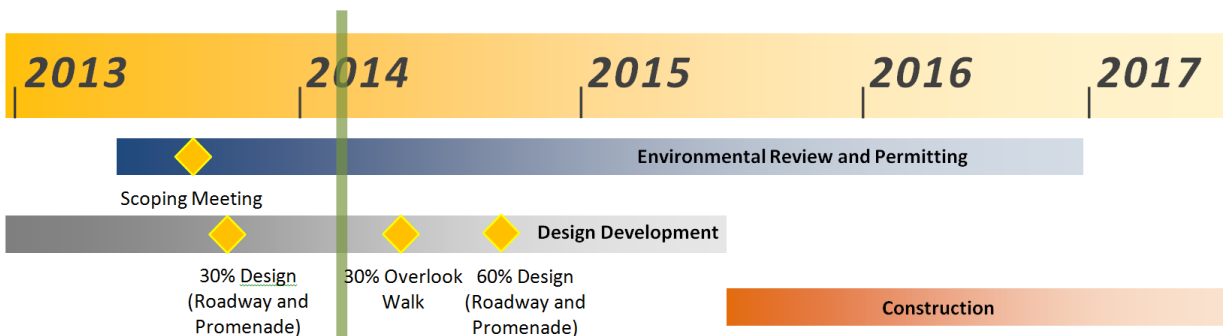 2013 2014 2015 2016 2017
Environmental Review and Permitting
Scoping Meeting
Design Development
30% Design
(Roadway and
Promenade)
30% Overlook
Walk
60% Design
(Roadway and
Promenade)
Construction